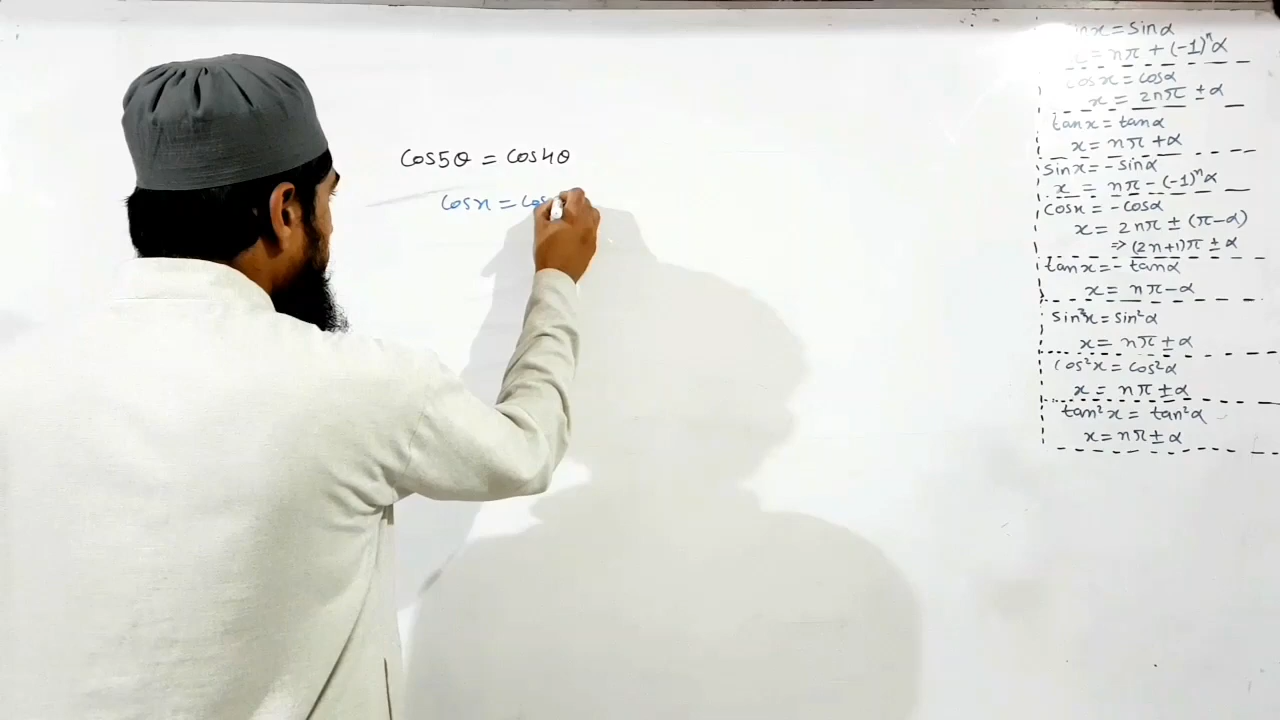 cos5θ = cos4θ
cosx = cos
sinx = sinα
x = nπ + (-1)ⁿα
cosx = cosα
x = 2nπ ± α
tanx = tanα
x = nπ + α
sinx = - sinα
x = nπ - (-1)ⁿα
cosx = - cosα
x = 2nπ ± (π-α)
⇒ (2n+1)π ± α
tanx = - tanα
x = nπ - α
sin²x = sin²α
x = nπ ± α
cos²x = cos²α
x = nπ ± α
tan²x = tan²α
x = nπ ± α